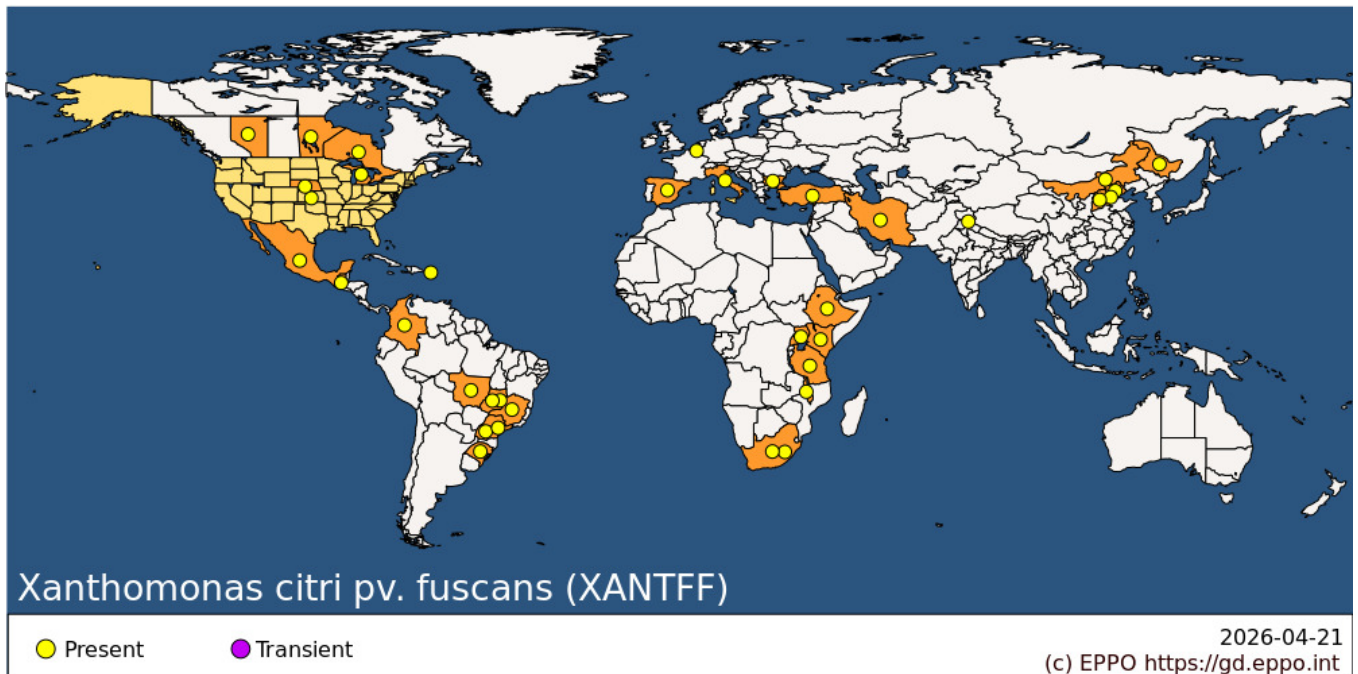 Xanthomonas citri pv. fuscans (XANTFF)
Present
Transient
2026-04-21
(c) EPPO https://gd.eppo.int